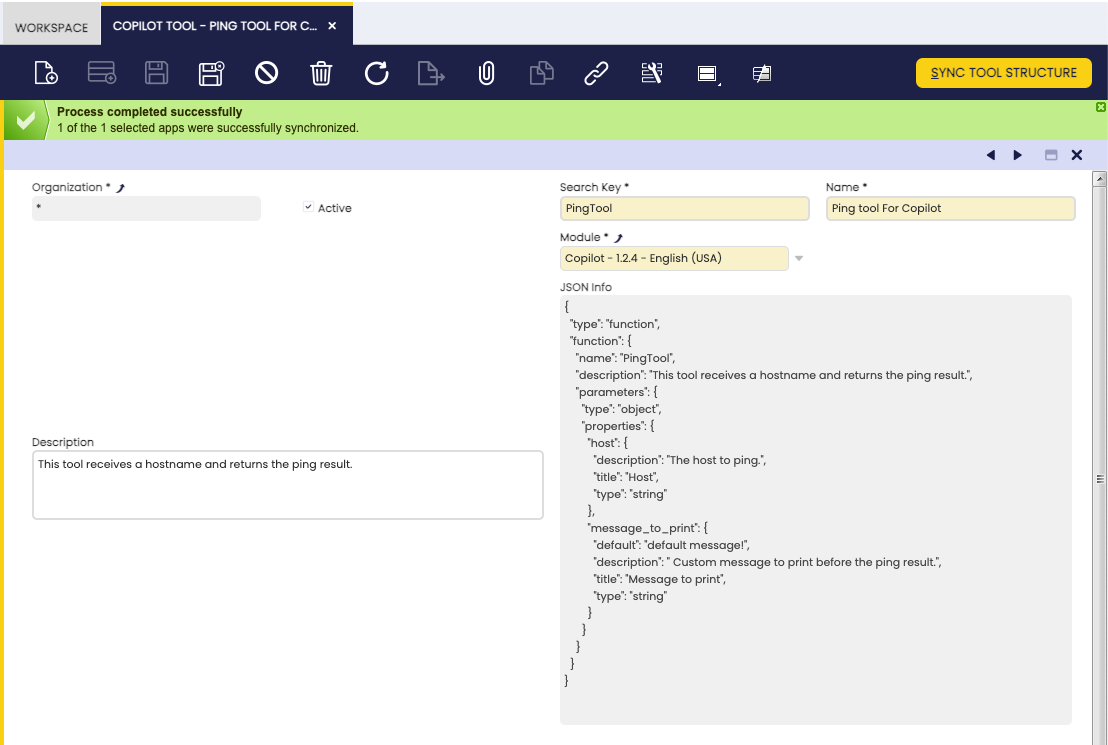 WORKSPACE
COPILOT TOOL - PING TOOL FOR C...
SYNC TOOL STRUCTURE
Process completed successfully
1 of the 1 selected apps were successfully synchronized.
Organization *
*
Active
Search Key *
PingTool
Name *
Ping tool For Copilot
Module *
Copilot - 1.2.4 - English (USA)
JSON Info
{
"type": "function",
"function": {
"name": "PingTool",
"description": "This tool receives a hostname and returns the ping result.",
"parameters": {
"type": "object",
"properties": {
"host": {
"description": "The host to ping.",
"title": "Host",
"type": "string"
},
"message_to_print": {
"default": "default message!",
"description": " Custom message to print before the ping result.",
"title": "Message to print",
"type": "string"
}
}
}
}
}
Description
This tool receives a hostname and returns the ping result.